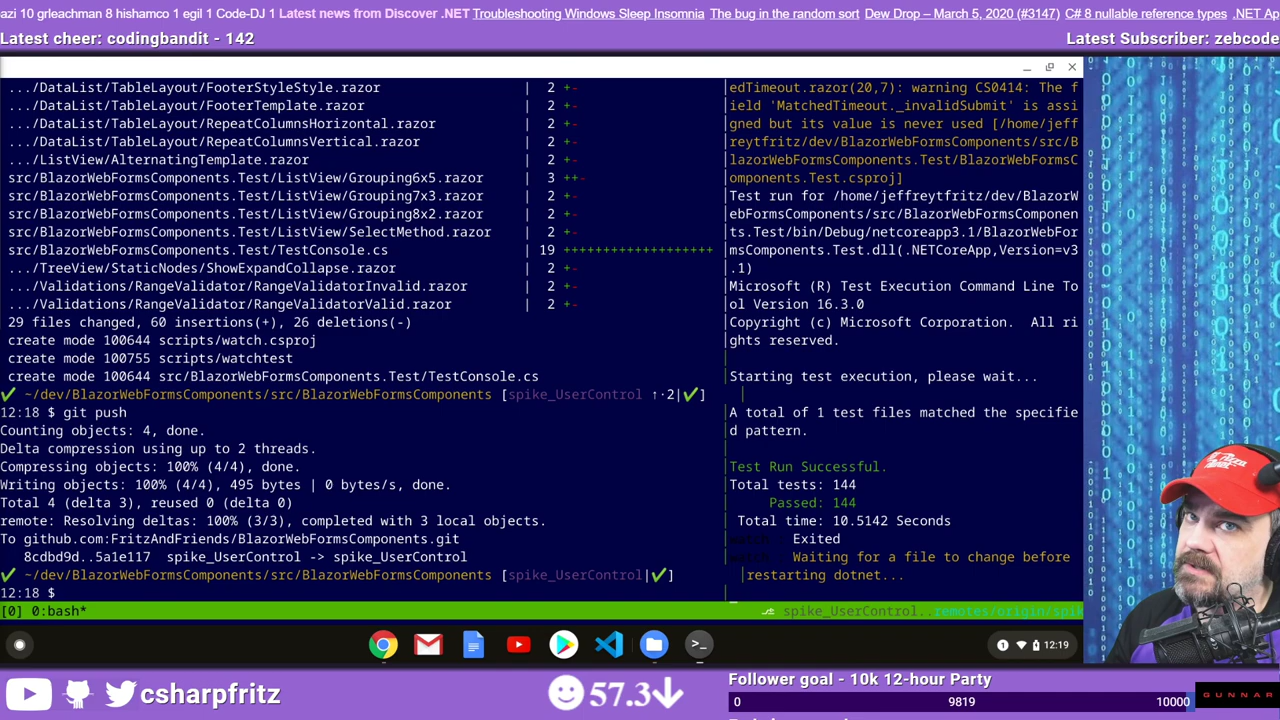 azi 10 grleachman 8 hishamco 1 egil 1 Code-DJ 1 Latest news from Discover .NET Troubleshooting Windows Sleep Insomnia The bug in the random sort Dew Drop – March 5, 2020 (#3147) C# 8 nullable reference types .NET Ap
Latest cheer: codingbandit - 142
Latest Subscriber: zebcode
.../DataList/TableLayout/FooterStyleStyle.razor | 2 +-
.../DataList/TableLayout/FooterTemplate.razor | 2 +-
.../DataList/TableLayout/RepeatColumnsHorizontal.razor | 2 +-
.../DataList/TableLayout/RepeatColumnsVertical.razor | 2 +-
.../ListView/AlternatingTemplate.razor | 2 +-
src/BlazorWebFormsComponents.Test/ListView/Grouping6x5.razor | 3 ++-
src/BlazorWebFormsComponents.Test/ListView/Grouping7x3.razor | 2 +-
src/BlazorWebFormsComponents.Test/ListView/Grouping8x2.razor | 2 +-
src/BlazorWebFormsComponents.Test/ListView/SelectMethod.razor | 2 +-
src/BlazorWebFormsComponents.Test/TestConsole.cs | 19 +++++++++++++++++++
.../TreeView/StaticNodes/ShowExpandCollapse.razor | 2 +-
.../Validations/RangeValidator/RangeValidatorInvalid.razor | 2 +-
.../Validations/RangeValidator/RangeValidatorValid.razor | 2 +-
29 files changed, 60 insertions(+), 26 deletions(-)
create mode 100644 scripts/watch.csproj
create mode 100755 scripts/watchtest
create mode 100644 src/BlazorWebFormsComponents.Test/TestConsole.cs
✔ ~/dev/BlazorWebFormsComponents/src/BlazorWebFormsComponents [spike_UserControl ↑·2|✔]
12:18 $ git push
Counting objects: 4, done.
Delta compression using up to 2 threads.
Compressing objects: 100% (4/4), done.
Writing objects: 100% (4/4), 495 bytes | 0 bytes/s, done.
Total 4 (delta 3), reused 0 (delta 0)
remote: Resolving deltas: 100% (3/3), completed with 3 local objects.
To github.com:FritzAndFriends/BlazorWebFormsComponents.git
8cdbd9d..5a1e117 spike_UserControl -> spike_UserControl
✔ ~/dev/BlazorWebFormsComponents/src/BlazorWebFormsComponents [spike_UserControl|✔]
12:18 $
edTimeout.razor(20,7): warning CS0414: The f
ield 'MatchedTimeout._invalidSubmit' is assi
gned but its value is never used [/home/jeff
reytfritz/dev/BlazorWebFormsComponents/src/B
lazorWebFormsComponents.Test/BlazorWebFormsC
omponents.Test.csproj]
Test run for /home/jeffreytfritz/dev/BlazorW
ebFormsComponents/src/BlazorWebFormsComponen
ts.Test/bin/Debug/netcoreapp3.1/BlazorWebFor
msComponents.Test.dll(.NETCoreApp,Version=v3
.1)
Microsoft (R) Test Execution Command Line To
ol Version 16.3.0
Copyright (c) Microsoft Corporation. All ri
ghts reserved.
Starting test execution, please wait...
A total of 1 test files matched the specifie
d pattern.
Test Run Successful.
Total tests: 144
Passed: 144
Total time: 10.5142 Seconds
Exited
Waiting for a file to change before
restarting dotnet...
[0] 0:bash*
spike_UserControl..remotes/origin/spik
12:19
csharpfritz
57.3
Follower goal - 10k 12-hour Party
0 9819 10000
GUNNAR